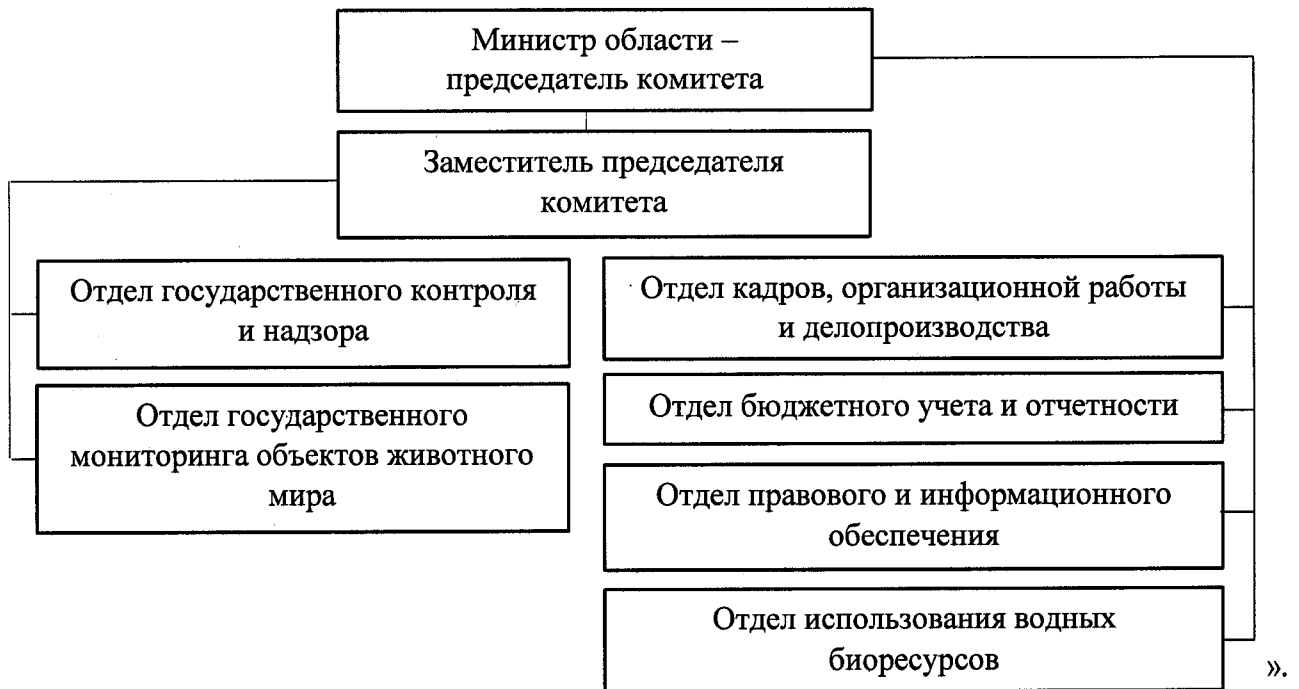 Министр области –
председатель комитета
Заместитель председателя
комитета
Отдел государственного контроля
и надзора
Отдел государственного
мониторинга объектов животного
мира
Отдел кадров, организационной работы
и делопроизводства
Отдел бюджетного учета и отчетности
Отдел правового и информационного
обеспечения
Отдел использования водных
биоресурсов
».